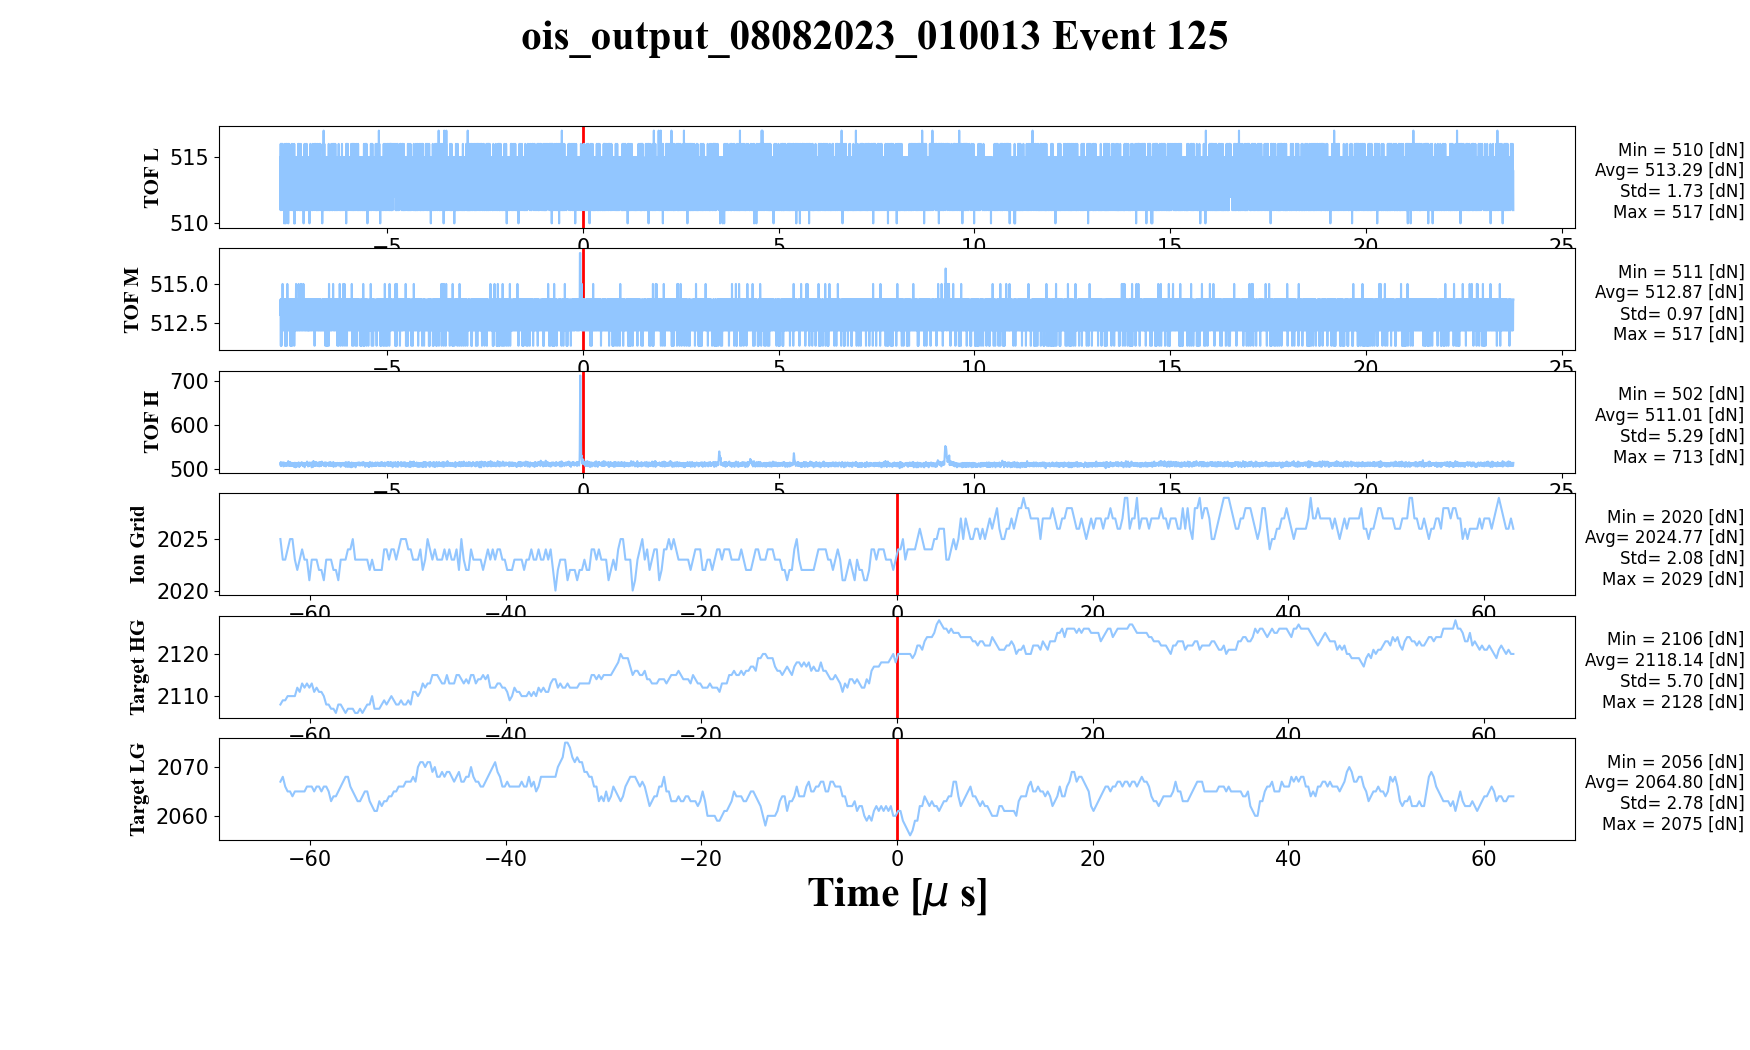 ois_output_08082023_010013 Event 125
TOF L
515
510
−5
0
5
10
15
20
25
Min = 510 [dN]
Avg= 513.29 [dN]
Std= 1.73 [dN]
Max = 517 [dN]
TOF M
515.0
512.5
−5
0
5
10
15
20
25
Min = 511 [dN]
Avg= 512.87 [dN]
Std= 0.97 [dN]
Max = 517 [dN]
TOF H
700
600
500
−5
0
5
10
15
20
25
Min = 502 [dN]
Avg= 511.01 [dN]
Std= 5.29 [dN]
Max = 713 [dN]
Ion Grid
2025
2020
−60
−40
−20
0
20
40
60
Min = 2020 [dN]
Avg= 2024.77 [dN]
Std= 2.08 [dN]
Max = 2029 [dN]
Target HG
2120
2110
−60
−40
−20
0
20
40
60
Min = 2106 [dN]
Avg= 2118.14 [dN]
Std= 5.70 [dN]
Max = 2128 [dN]
Target LG
2070
2060
−60
−40
−20
0
20
40
60
Min = 2056 [dN]
Avg= 2064.80 [dN]
Std= 2.78 [dN]
Max = 2075 [dN]
Time [μ s]